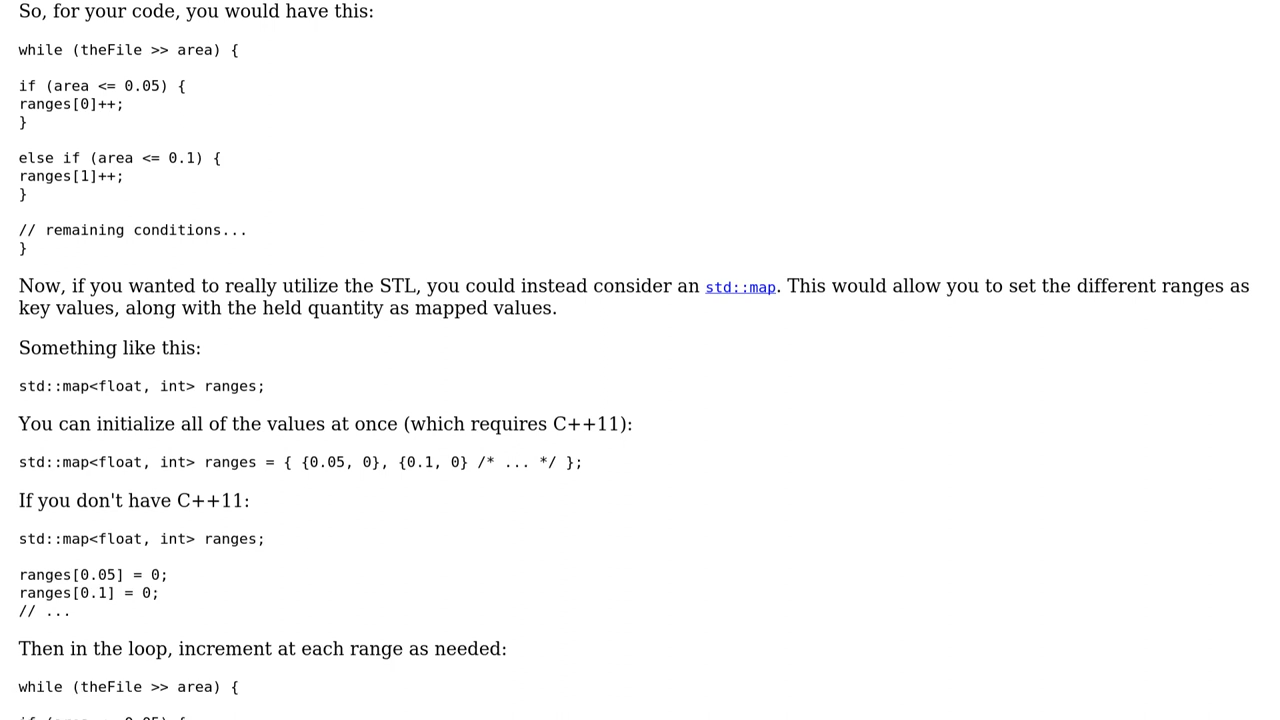 So, for your code, you would have this:
while (theFile >> area) {
if (area <= 0.05) {
ranges[0]++;
}
else if (area <= 0.1) {
ranges[1]++;
}
// remaining conditions...
}
Now, if you wanted to really utilize the STL, you could instead consider an std::map. This would allow you to set the different ranges as
key values, along with the held quantity as mapped values.
Something like this:
std::map<float, int> ranges;
You can initialize all of the values at once (which requires C++11):
std::map<float, int> ranges = { {0.05, 0}, {0.1, 0} /* ... */ };
If you don't have C++11:
std::map<float, int> ranges;
ranges[0.05] = 0;
ranges[0.1] = 0;
// ...
Then in the loop, increment at each range as needed:
while (theFile >> area) {